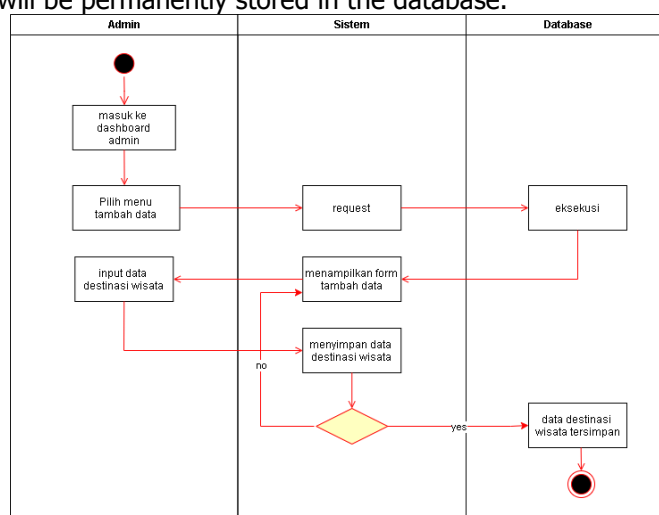 will be permanently stored in the database.
Admin
Sistem
Database
masuk ke
dashboard
admin
Pilih menu
tambah data
request
eksekusi
input data
destinasi wisata
menampilkan form
tambah data
menyimpan data
destinasi wisata
no
yes
data destinasi
wisata tersimpan